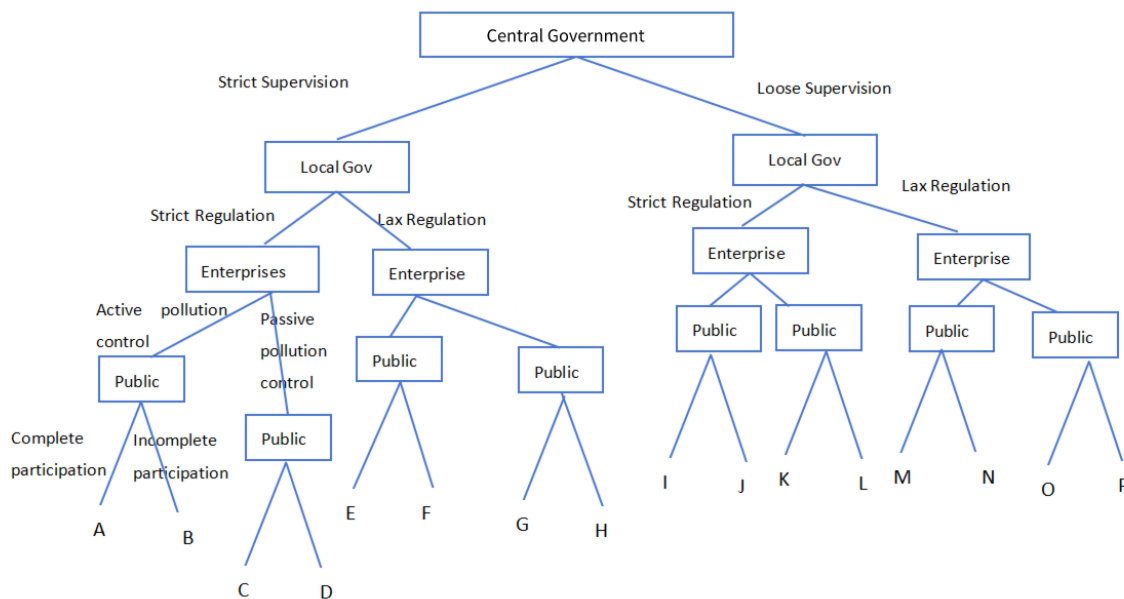 Central Government
Strict Supervision
Loose Supervision
Local Gov
Local Gov
Strict Regulation
Lax Regulation
Strict Regulation
Lax Regulation
Enterprises
Enterprise
Enterprise
Enterprise
Active pollution
control
Passive
pollution
control
Public
Public
Public
Public
Public
Public
Public
Public
Complete
participation
Incomplete
participation
A
B
C
D
E
F
G
H
I
J
K
L
M
N
O
P